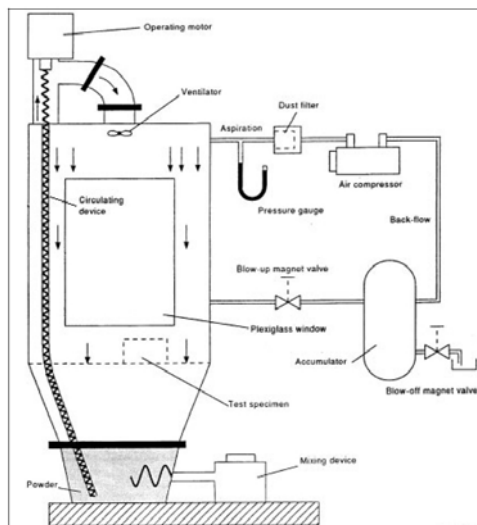 Operating motor
Ventilator
Aspiration
Dust filter
Air compressor
Circulating
device
Pressure gauge
Back-flow
Blow-up magnet valve
Plexiglass window
Accumulator
Test specimen
Blow-off magnet valve
Mixing device
Powder